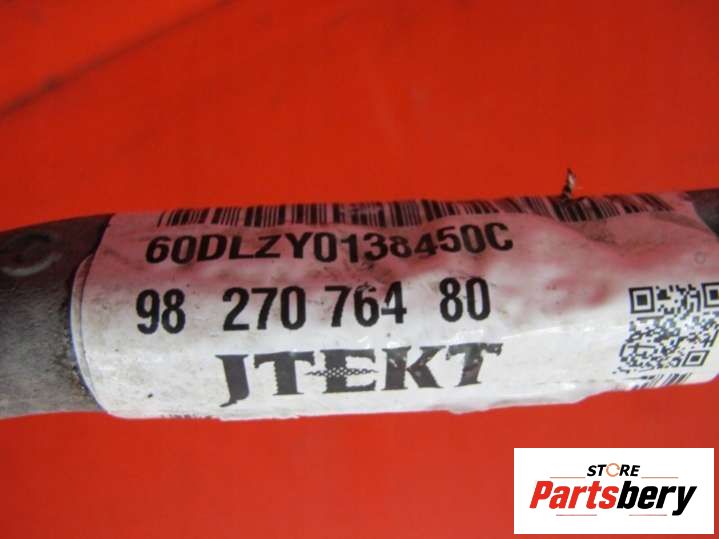 60DLZY0138450C
98 270 764 80
JTEKT
STORE
Partsbery